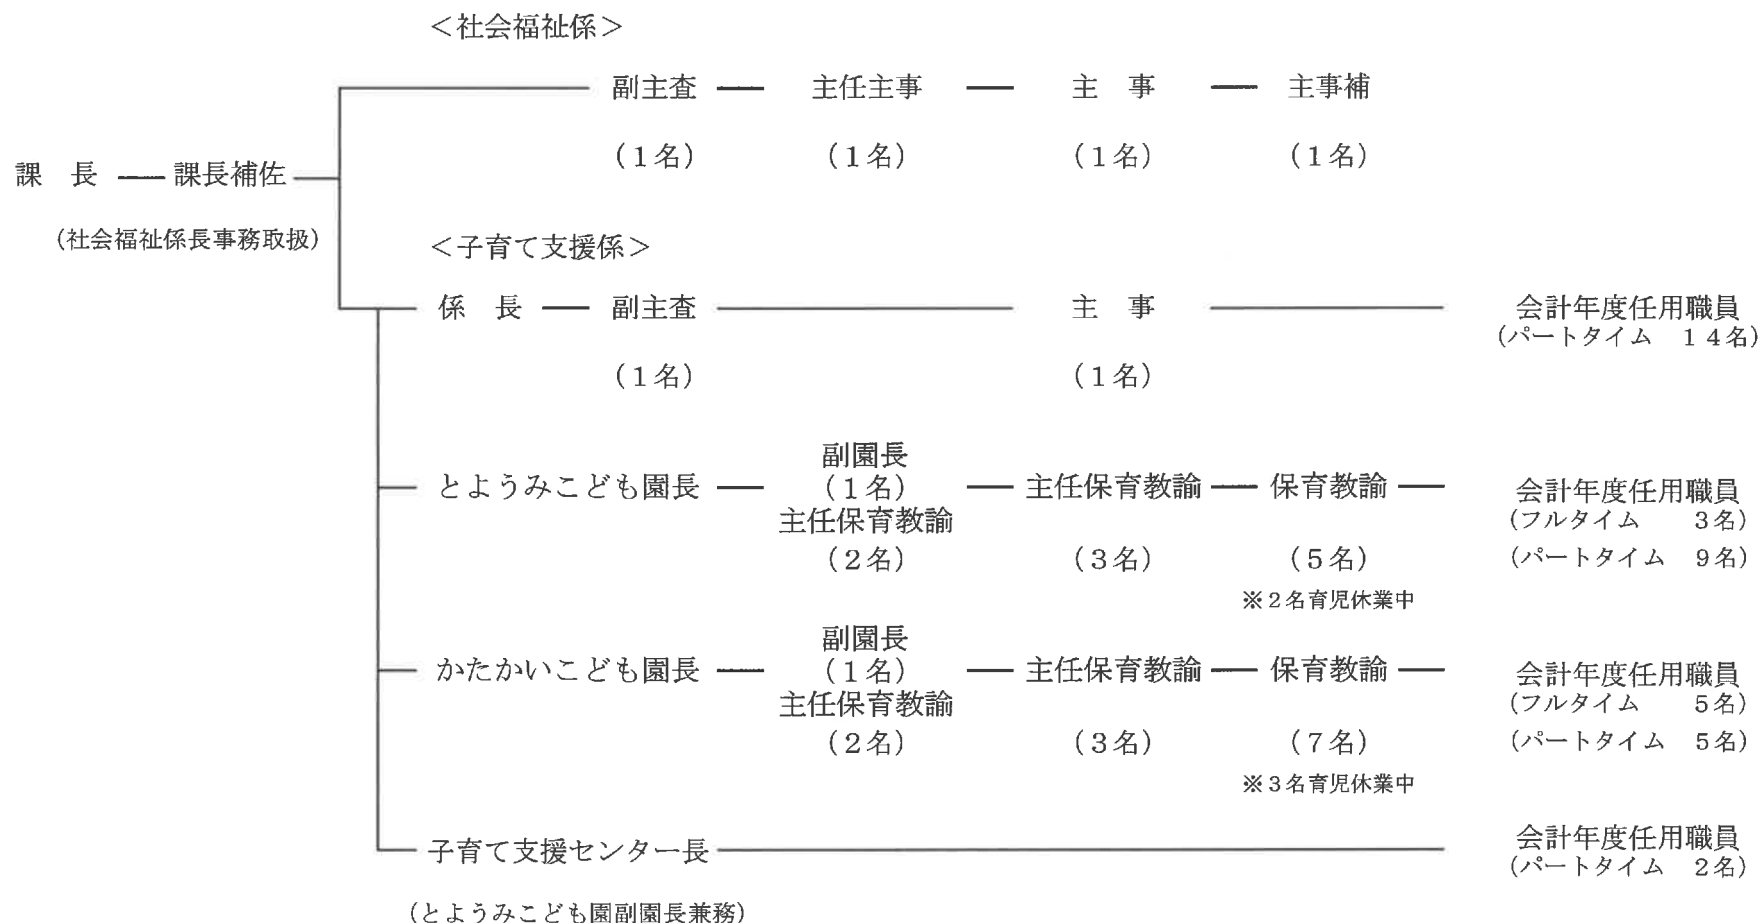 ＜社会福祉係＞
副主査 主任主事 主　事 主事補
（１名） （１名） （１名） （１名）
課　長 課長補佐
（社会福祉係長事務取扱）
＜子育て支援係＞
係　長 副主査 主　事 会計年度任用職員
（パートタイム　１４名）
（１名） （１名）
副園長
とようみこども園長 （１名） 主任保育教諭 保育教諭 会計年度任用職員
主任保育教諭 （フルタイム　　３名）
（２名） （３名） （５名） （パートタイム　９名）
※２名育児休業中
副園長
かたかいこども園長 （１名） 主任保育教諭 保育教諭 会計年度任用職員
主任保育教諭 （フルタイム　　５名）
（２名） （３名） （７名） （パートタイム　５名）
※３名育児休業中
子育て支援センター長 会計年度任用職員
（パートタイム　２名）
（とようみこども園副園長兼務）